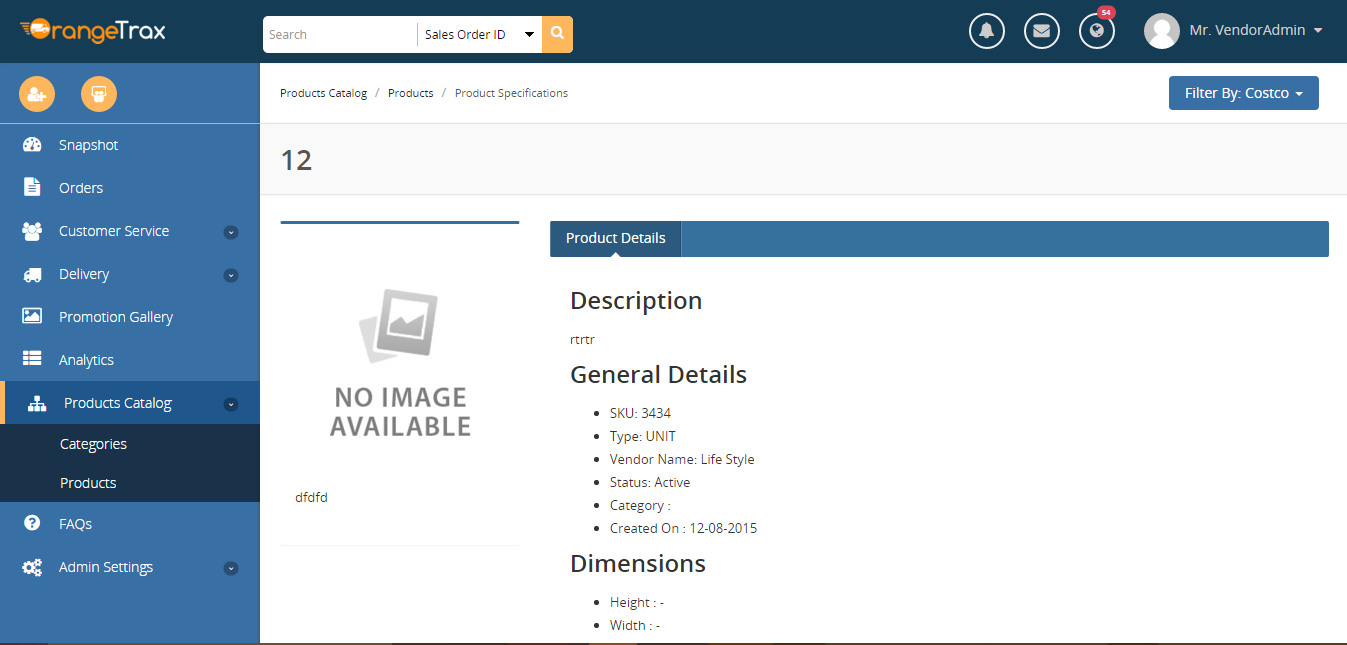 OrangeTrax
Search
Sales Order ID
54
Mr. VendorAdmin
Products Catalog / Products / Product Specifications
Filter By: Costco
12
Snapshot
Orders
Customer Service
Delivery
Promotion Gallery
Analytics
Products Catalog
Categories
Products
FAQs
Admin Settings
NO IMAGE
AVAILABLE
dfdfd
Product Details
Description
rtrtr
General Details
SKU: 3434
Type: UNIT
Vendor Name: Life Style
Status: Active
Category :
Created On : 12-08-2015
Dimensions
Height : -
Width : -